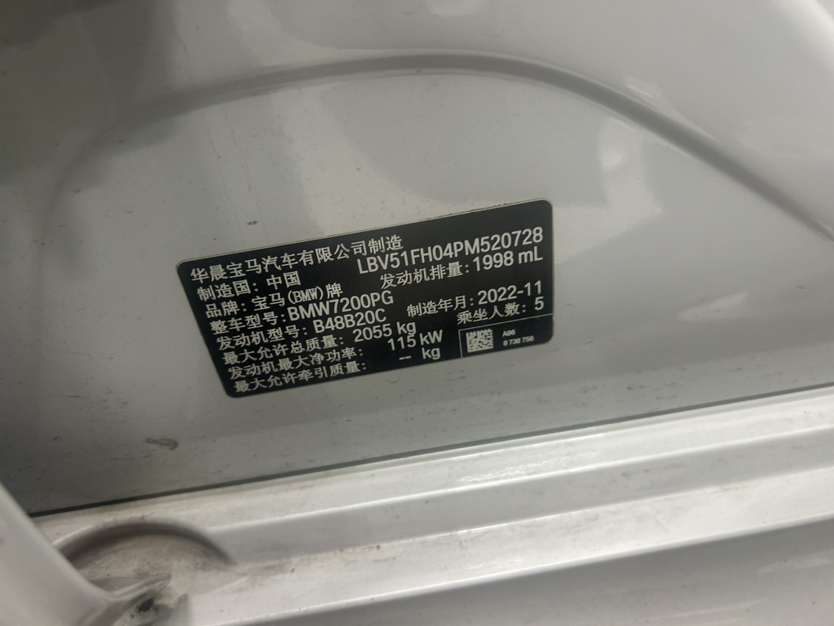 华晨宝马汽车有限公司制造
制造国: 中国 LBV51FH04PM520728
品牌: 宝马(BMW)牌 发动机排量: 1998 mL
整车型号: BMW7200PG
发动机型号: B48B20C 制造年月: 2022-11
最大允许总质量: 2055 kg 乘坐人数: 5
发动机最大净功率: 115 kW
最大允许牵引质量: -- kg
A96
8 738 756